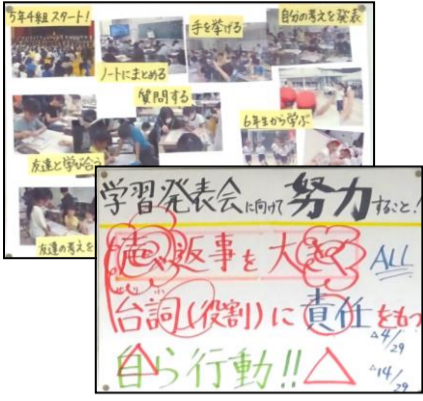 5年4組スタート!
手を挙げる
自分の考えを発表
ノートにまとめる
質問する
6年生から学ぶ
友達と学び合う
友達の考えを
学習発表会に向けて努力すること!
返事を大きく ALL
台詞(役割)に責任をもつ
△4/29
自ら行動!!
△14/29